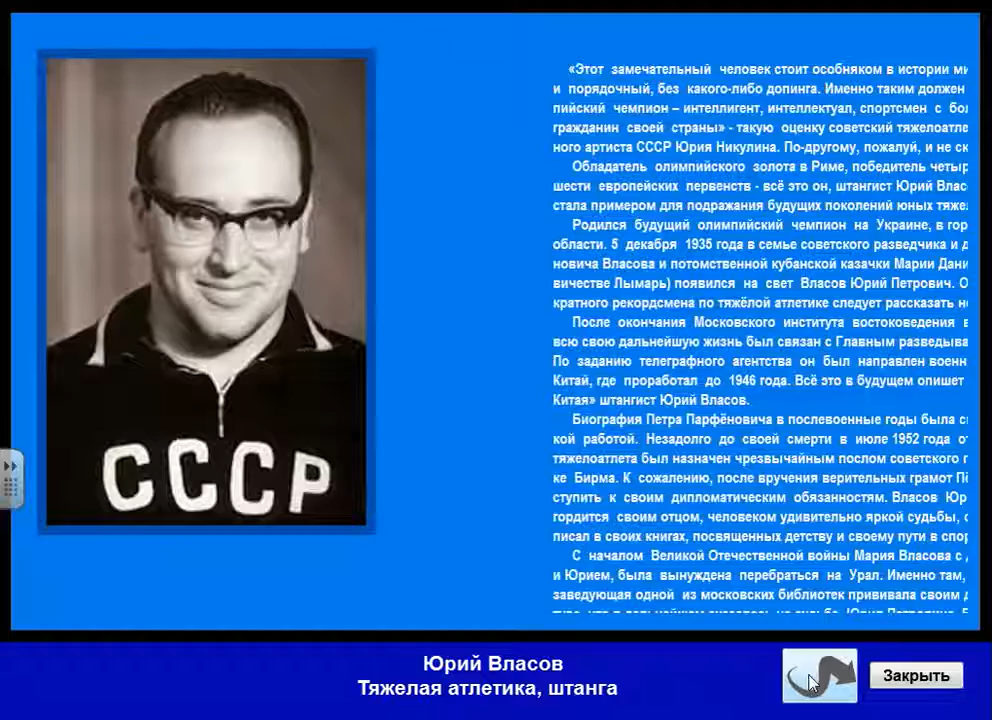 «Этот замечательный человек стоит особняком в истории ми
и порядочный, без какого-либо допинга. Именно таким должен
пийский чемпион – интеллигент, интеллектуал, спортсмен с бол
гражданин своей страны» - такую оценку советский тяжелоатле
ного артиста СССР Юрия Никулина. По-другому, пожалуй, и не ск
Обладатель олимпийского золота в Риме, победитель четыр
шести европейских первенств - всё это он, штангист Юрий Влас
стала примером для подражания будущих поколений юных тяже
Родился будущий олимпийский чемпион на Украине, в гор
области. 5 декабря 1935 года в семье советского разведчика и д
новича Власова и потомственной кубанской казачки Марии Дани
вичестве Лымарь) появился на свет Власов Юрий Петрович. О
кратного рекордсмена по тяжёлой атлетике следует рассказать
После окончания Московского института востоковедения
всю свою дальнейшую жизнь был связан с Главным разведыва
По заданию телеграфного агентства он был направлен военн
Китай, где проработал до 1946 года. Всё это в будущем опишет
Китая» штангист Юрий Власов.
Биография Петра Парфёновича в послевоенные годы была
кой работой. Незадолго до своей смерти в июле 1952 года
тяжелоатлета был назначен чрезвычайным послом советского
ке Бирма. К сожалению, после вручения верительных грамот
ступить к своим дипломатическим обязанностям. Власов Юр
гордится своим отцом, человеком удивительно яркой судьбы,
писал в своих книгах, посвященных детству и своему пути в спор
С началом Великой Отечественной войны Мария Власова с
и Юрием, была вынуждена перебраться на Урал. Именно там,
заведующая одной из московских библиотек прививала своим
СССР
Юрий Власов
Тяжелая атлетика, штанга
Закрыть